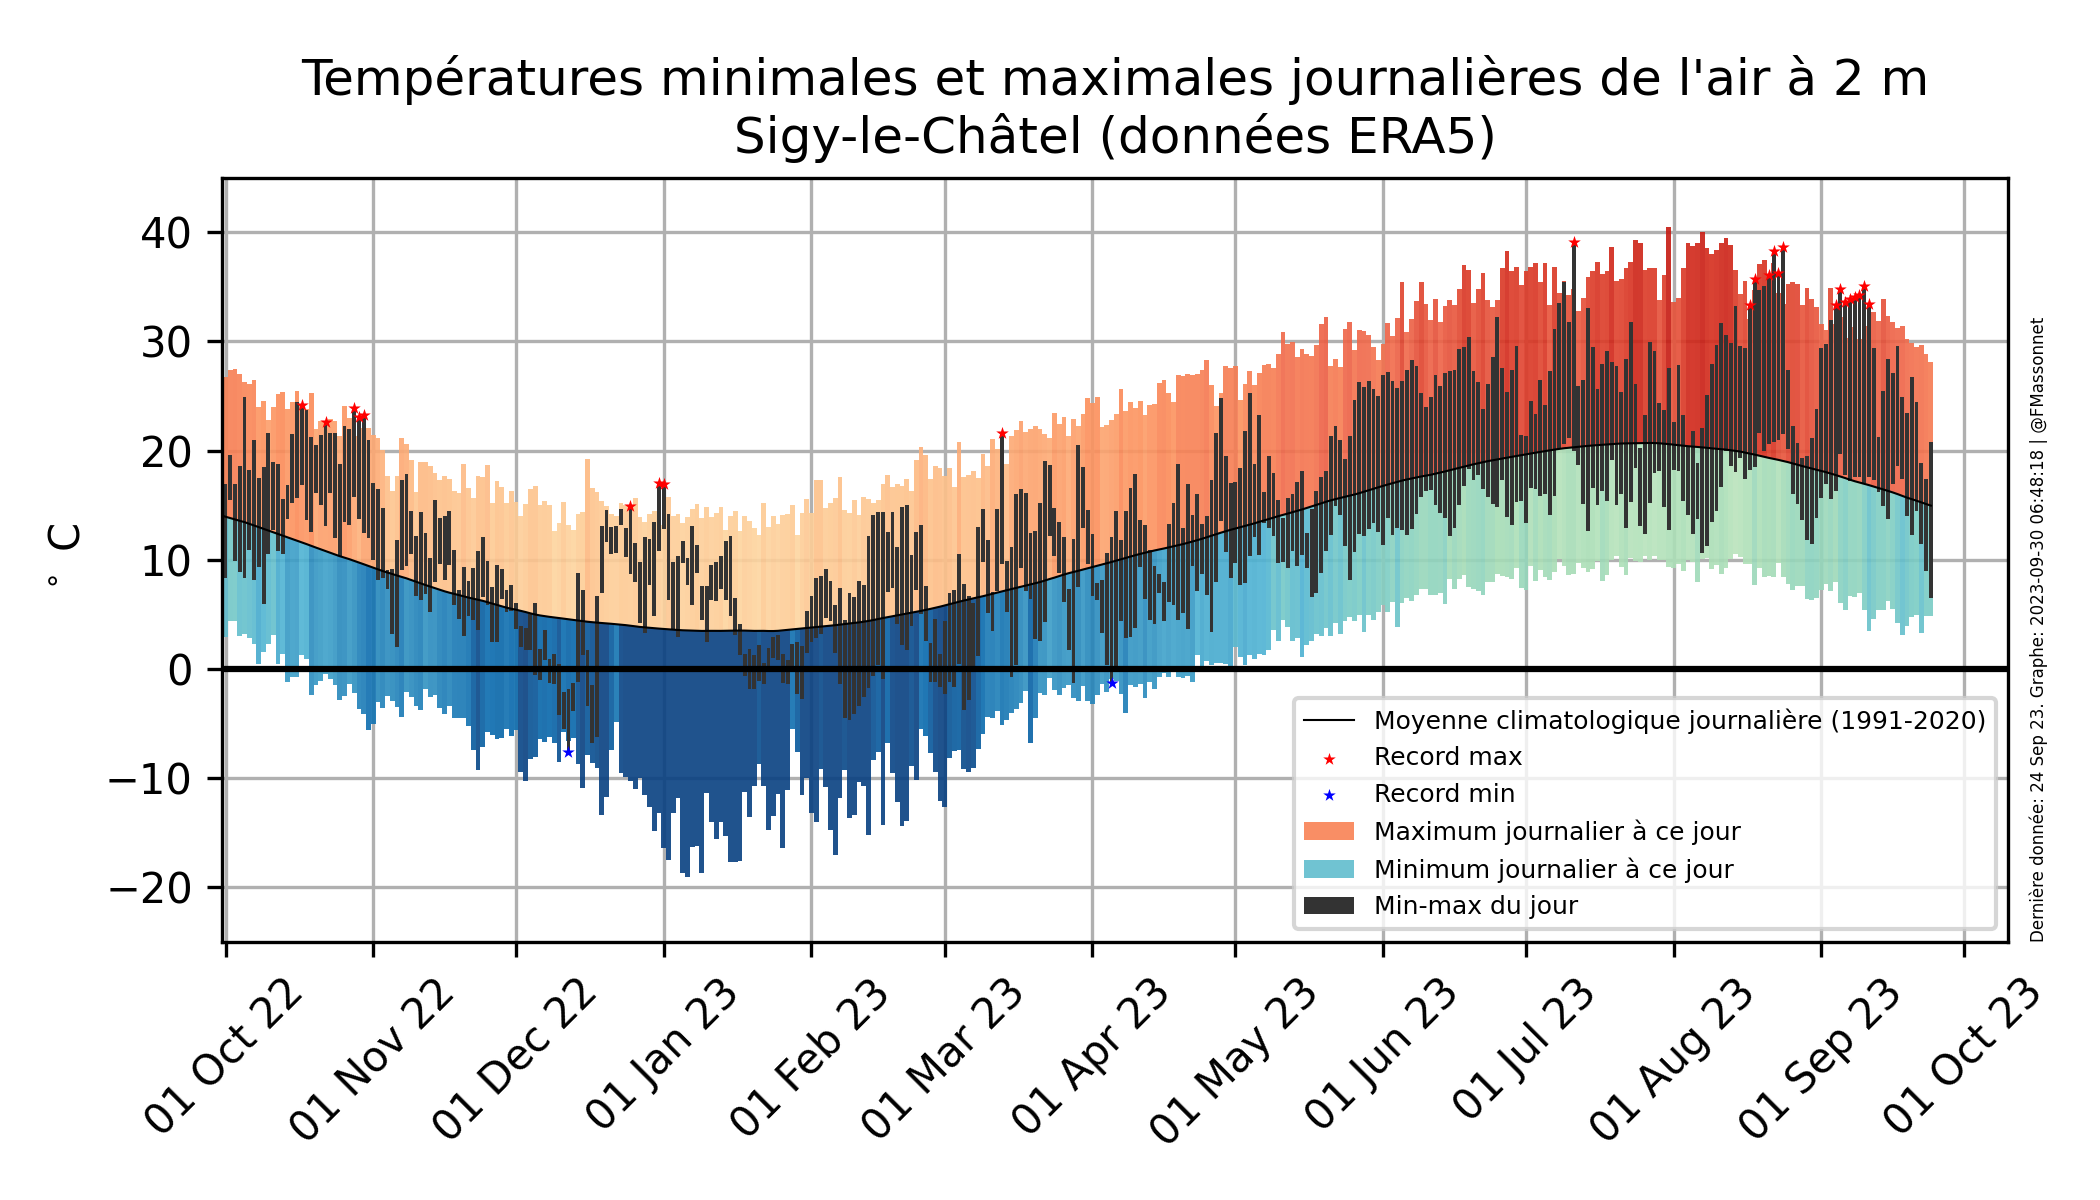 Températures minimales et maximales journalières de l'air à 2 m
Sigy-le-Châtel (données ERA5)
° C
40
30
20
10
0
−10
−20
01 Oct 22
01 Nov 22
01 Dec 22
01 Jan 23
01 Feb 23
01 Mar 23
01 Apr 23
01 May 23
01 Jun 23
01 Jul 23
01 Aug 23
01 Sep 23
01 Oct 23
Moyenne climatologique journalière (1991-2020)
Record max
Record min
Maximum journalier à ce jour
Minimum journalier à ce jour
Min-max du jour
Dernière donnée: 24 Sep 23. Graphe: 2023-09-30 06:48:18 | @FMassonnet